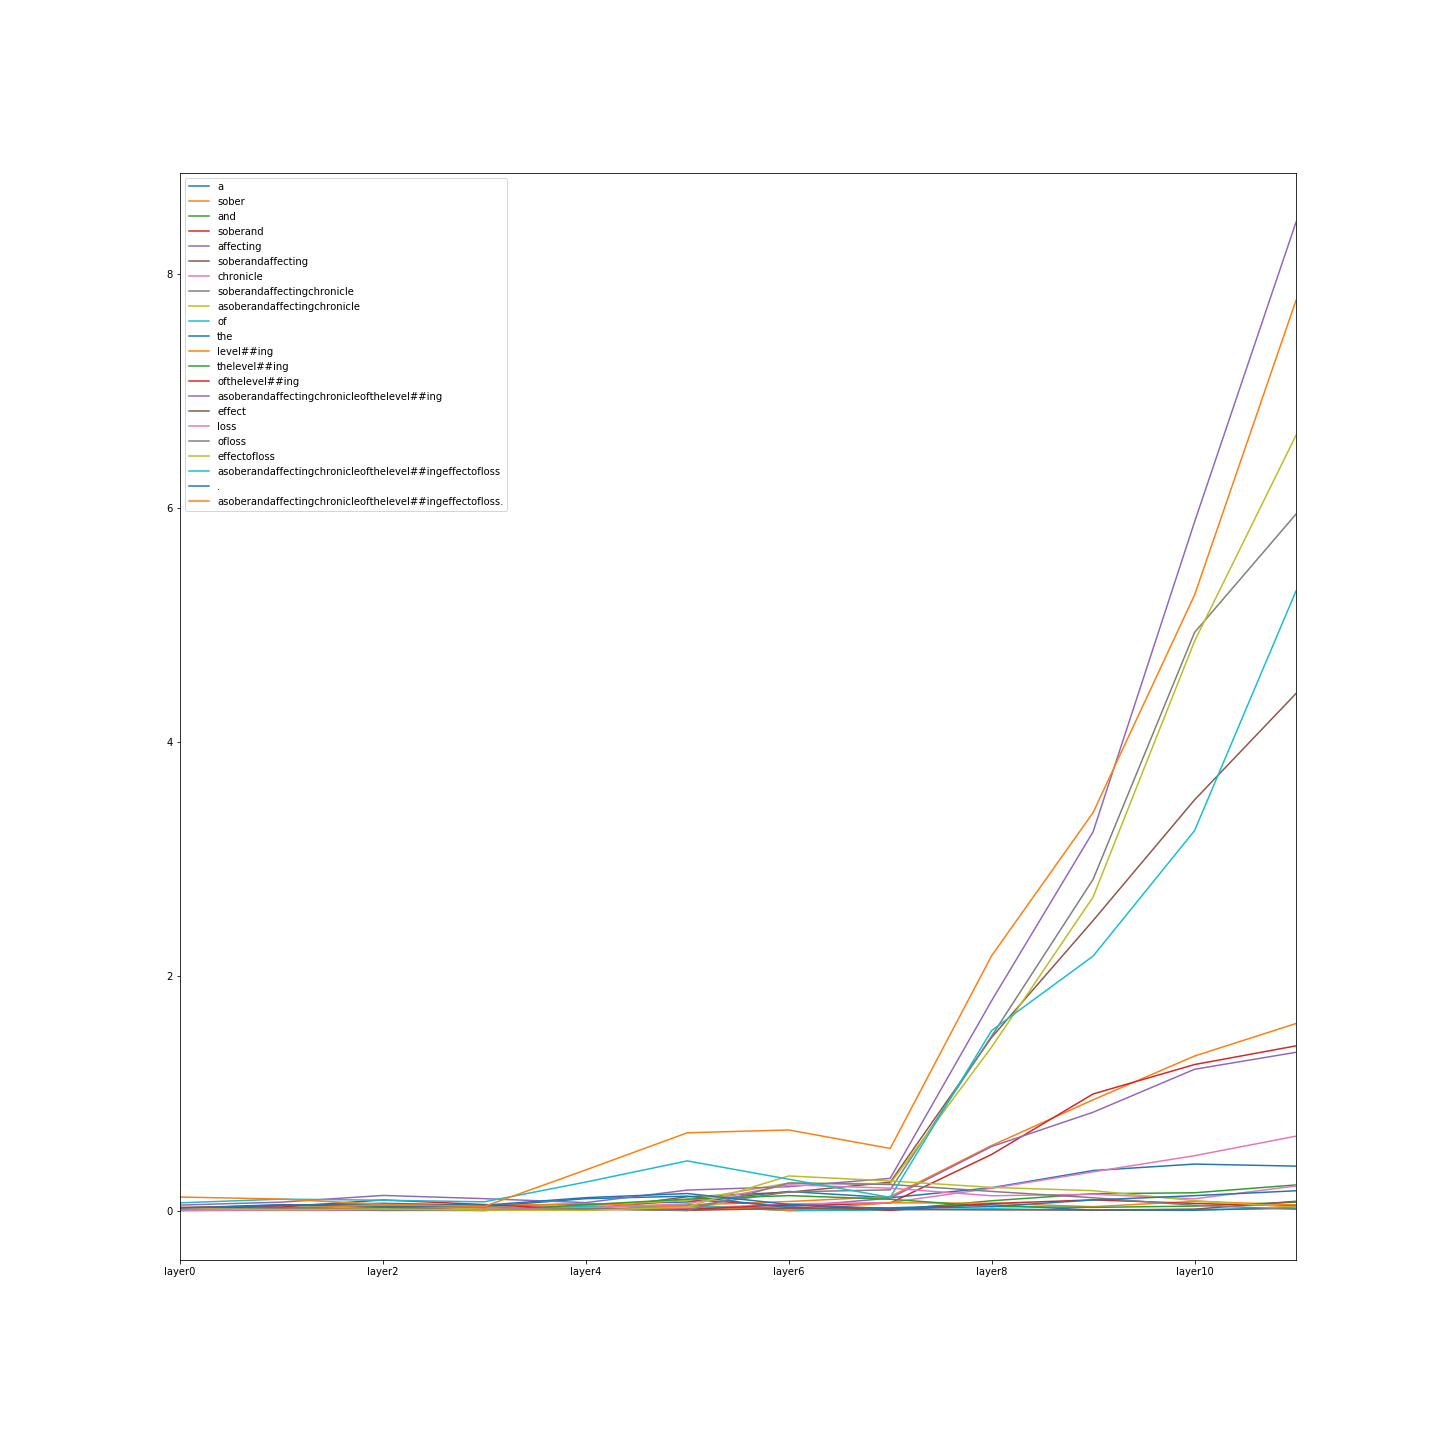 a
sober
and
soberand
affecting
soberandaffecting
chronicle
soberandaffectingchronicle
asoberandaffectingchronicle
of
the
level##ing
thelevel##ing
ofthelevel##ing
asoberandaffectingchronicleofthelevel##ing
effect
loss
ofloss
effectofloss
asoberandaffectingchronicleofthelevel##ingeffectofloss
.
asoberandaffectingchronicleofthelevel##ingeffectofloss.
8
6
4
2
0
layer0 layer2 layer4 layer6 layer8 layer10